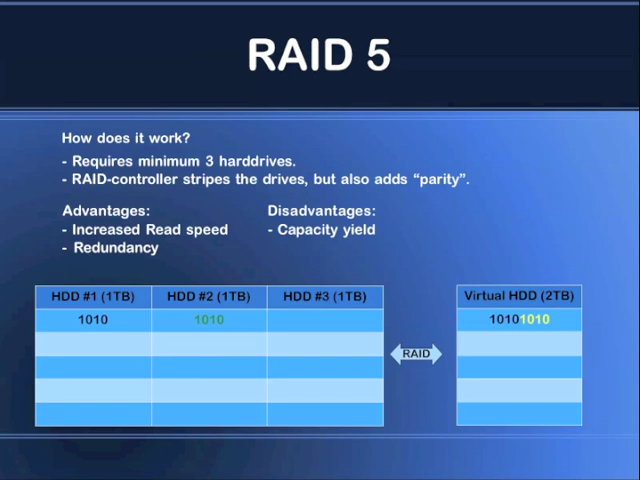 RAID 5
How does it work?
- Requires minimum 3 harddrives.
- RAID-controller stripes the drives, but also adds “parity”.
Advantages:
- Increased Read speed
- Redundancy
Disadvantages:
- Capacity yield
HDD #1 (1TB) HDD #2 (1TB) HDD #3 (1TB)
1010 1010
RAID
Virtual HDD (2TB)
10101010